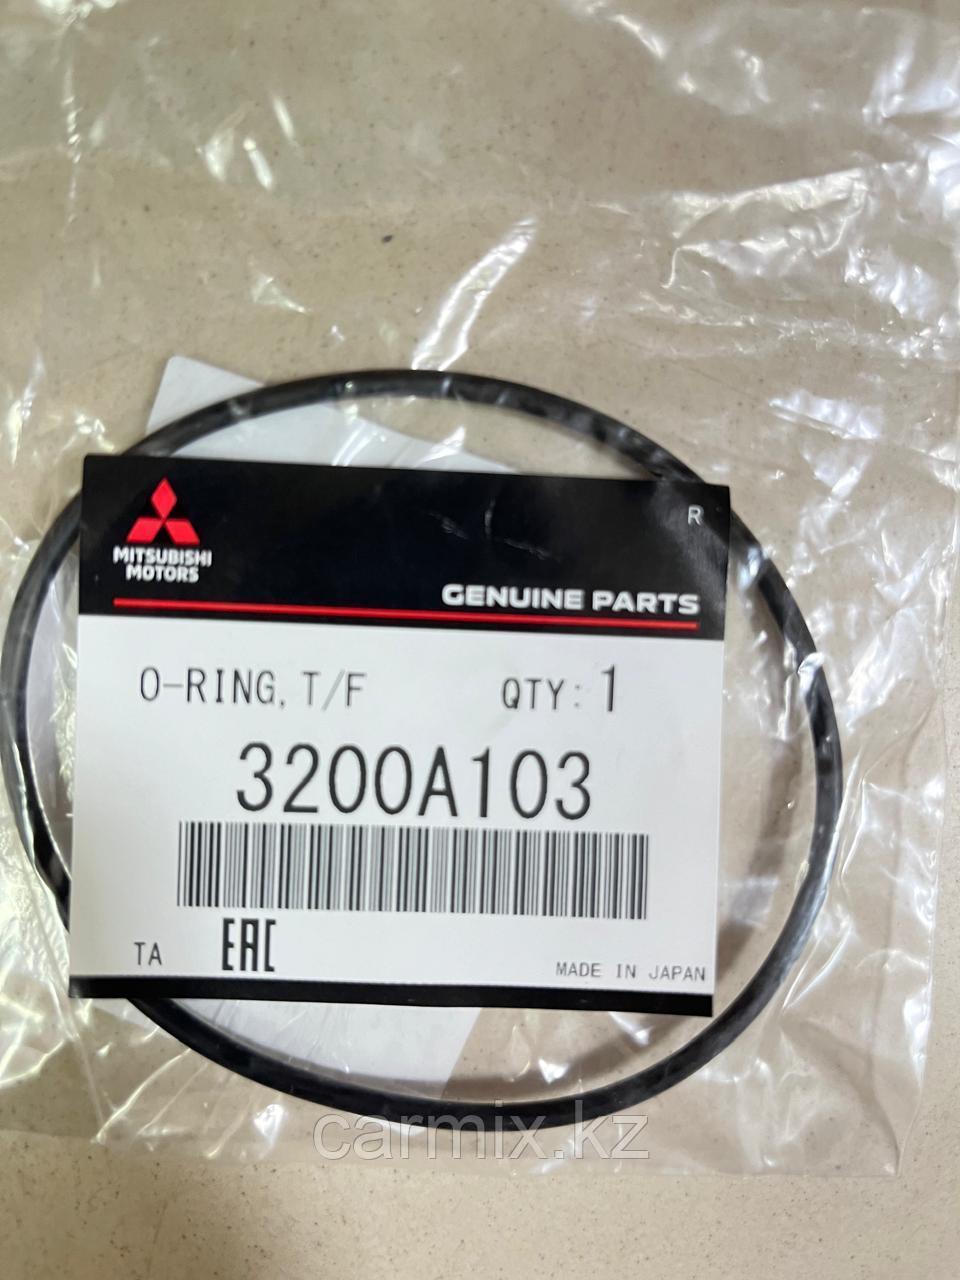 MITSUBISHI
MOTORS
R
GENUINE PARTS
O-RING, T/F QTY: 1
3200A103
TA EAC MADE IN JAPAN
carmix.kz